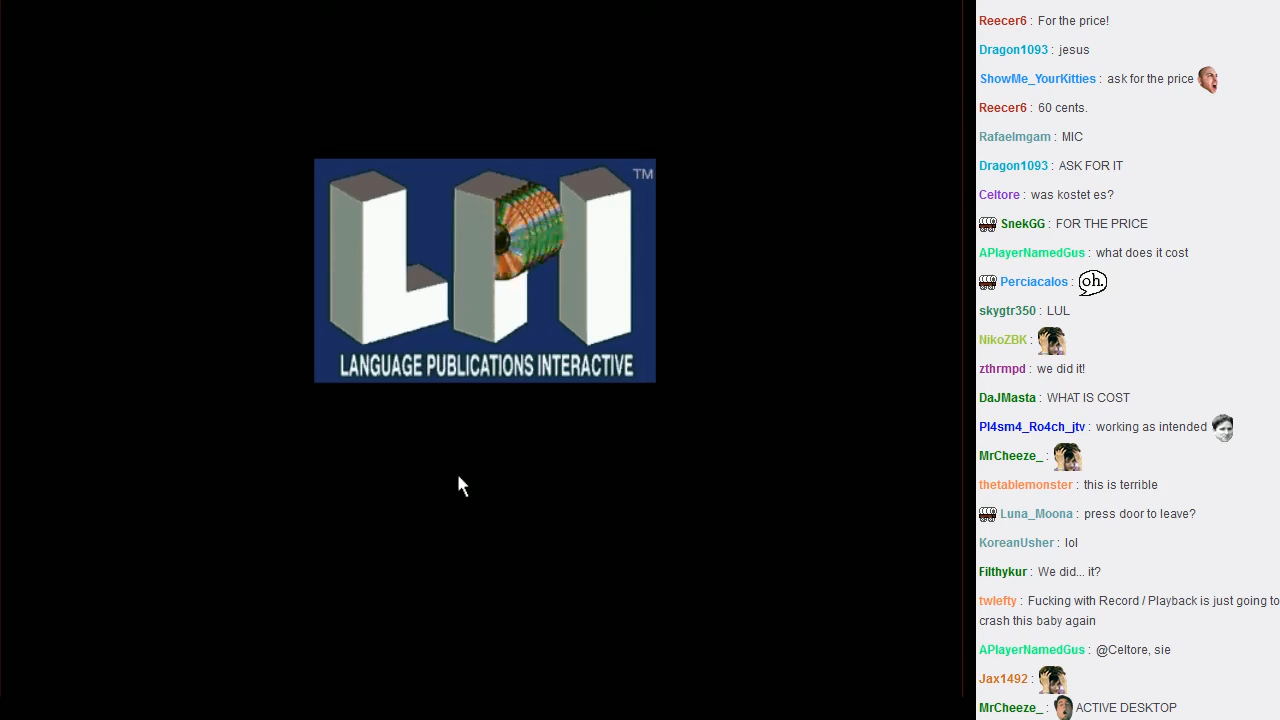 LPI
TM
LANGUAGE PUBLICATIONS INTERACTIVE
Reecer6 : For the price!
Dragon1093 : jesus
ShowMe_YourKitties : ask for the price
Reecer6 : 60 cents.
Rafaelmgam : MIC
Dragon1093 : ASK FOR IT
Celtore : was kostet es?
SnekGG : FOR THE PRICE
APlayerNamedGus : what does it cost
Perciacalos : oh.
skygtr350 : LUL
NikoZBK :
zthrmpd : we did it!
DaJMasta : WHAT IS COST
Pl4sm4_Ro4ch_jtv : working as intended
MrCheeze_ :
thetablemonster : this is terrible
Luna_Moona : press door to leave?
KoreanUsher : lol
Filthykur : We did... it?
twlefty : Fucking with Record / Playback is just going to
crash this baby again
APlayerNamedGus : @Celtore, sie
Jax1492 :
MrCheeze_ : ACTIVE DESKTOP